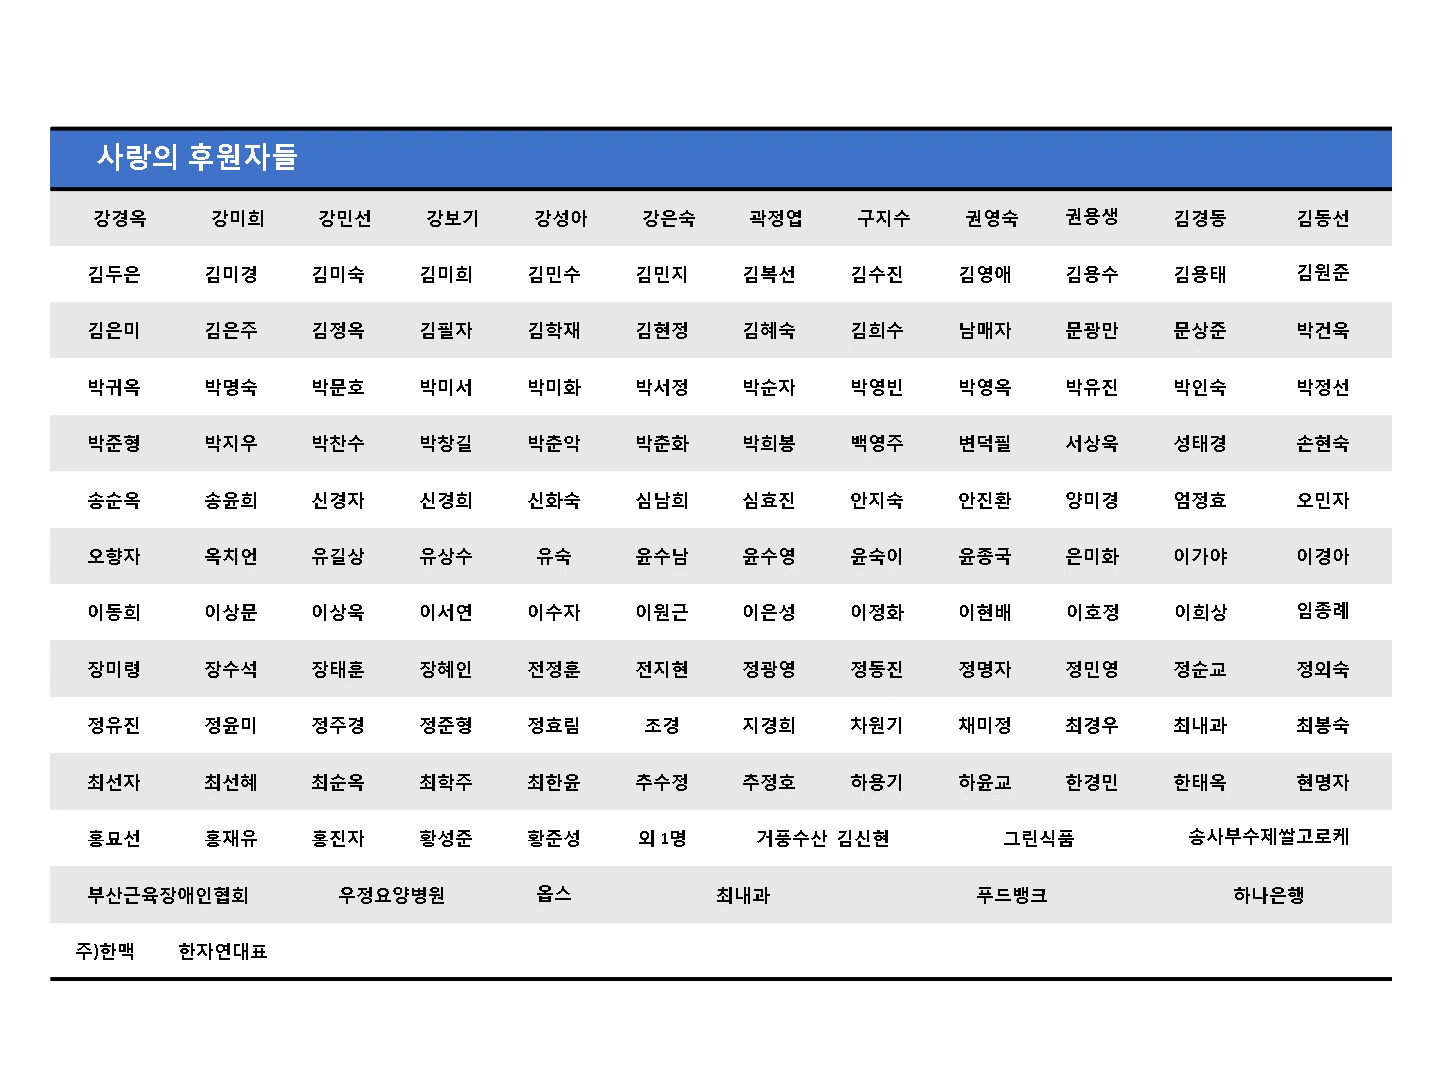 사랑의 후원자들
강경옥 강미희 강민선 강보기 강성아 강은숙 곽정엽 구지수 권영숙 권용생 김경동 김동선
김두은 김미경 김미숙 김미희 김민수 김민지 김복선 김수진 김영애 김용수 김용태 김원준
김은미 김은주 김정옥 김필자 김학재 김현정 김혜숙 김희수 남매자 문광만 문상준 박건욱
박귀옥 박명숙 박문호 박미서 박미화 박서정 박순자 박영빈 박영옥 박유진 박인숙 박정선
박준형 박지우 박찬수 박창길 박춘악 박춘화 박희봉 백영주 변덕필 서상욱 성태경 손현숙
송순옥 송윤희 신경자 신경희 신화숙 심남희 심효진 안지숙 안진환 양미경 엄정효 오민자
오향자 옥치언 유길상 유상수 유숙 윤수남 윤수영 윤숙이 윤종국 은미화 이가야 이경아
이동희 이상문 이상욱 이서연 이수자 이원근 이은성 이정화 이현배 이호정 이희상 임종례
장미령 장수석 장태훈 장혜인 전정훈 전지현 정광영 정동진 정명자 정민영 정순교 정외숙
정유진 정윤미 정주경 정준형 정효림 조경 지경희 차원기 채미정 최경우 최내과 최봉숙
최선자 최선혜 최순옥 최학주 최한윤 추수정 추정호 하용기 하윤교 한경민 한태옥 현명자
홍묘선 홍재유 홍진자 황성준 황준성 외 1명 거풍수산 김신현 그린식품 송사부수제쌀고로케
부산근육장애인협회 우정요양병원 옵스 최내과 푸드뱅크 하나은행
주)한맥 한자연대표